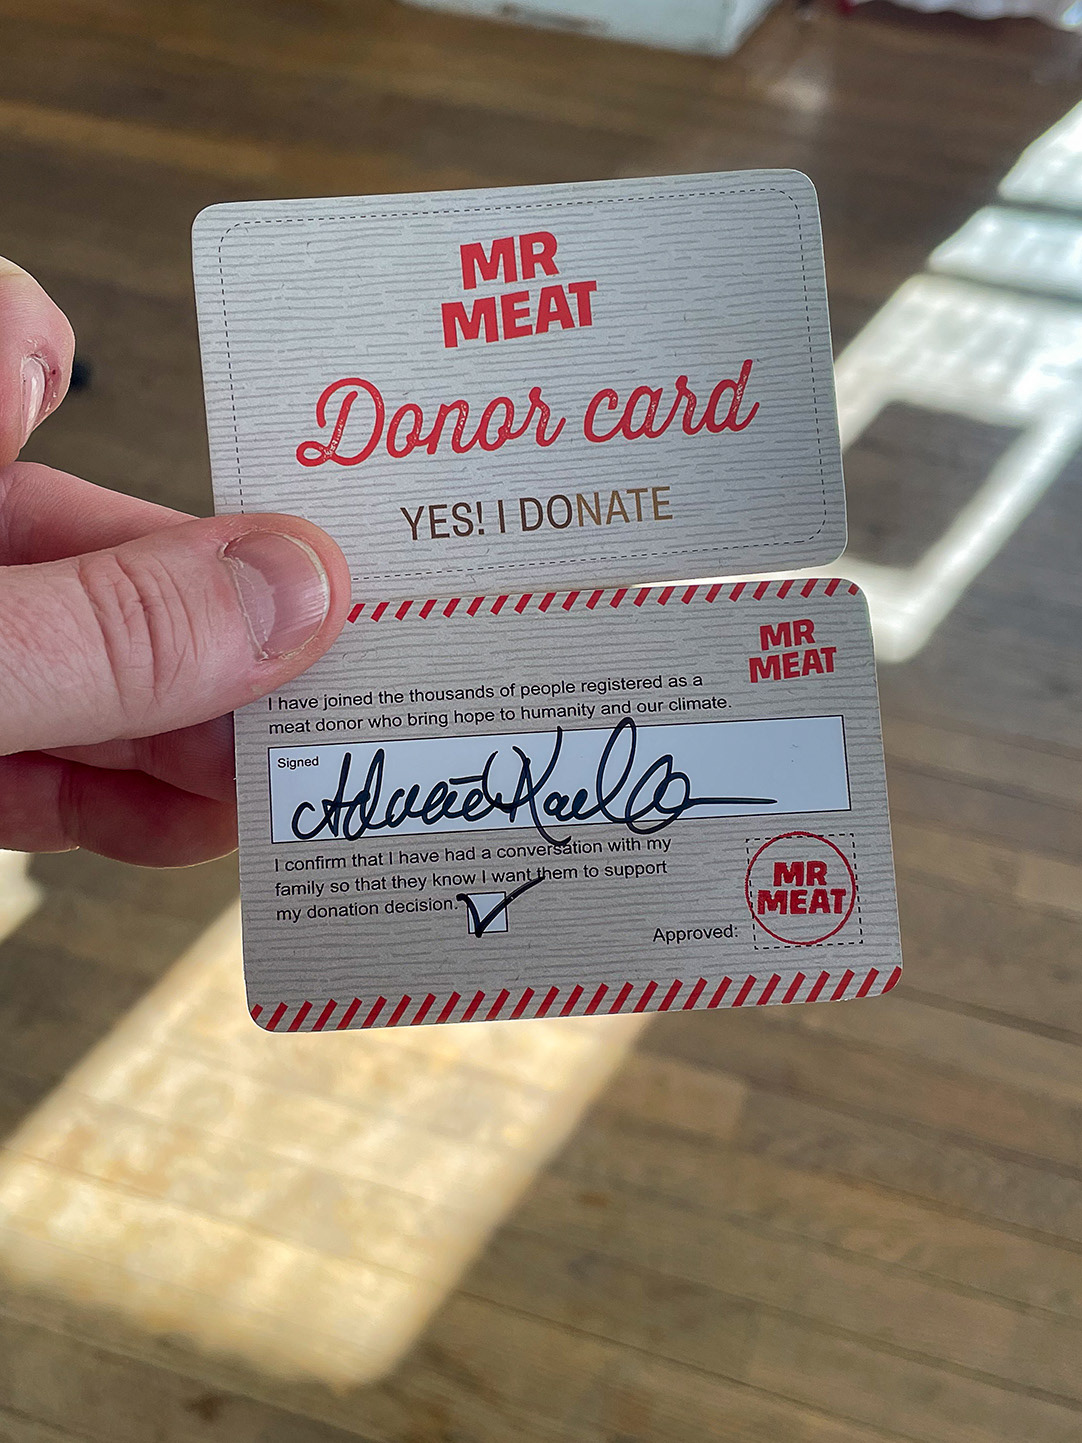 MR
MEAT
Donor card
YES! I DONATE
MR
MEAT
I have joined the thousands of people registered as a
meat donor who bring hope to humanity and our climate.
Signed
I confirm that I have had a conversation with my
family so that they know I want them to support
my donation decision.
Approved:
MR
MEAT